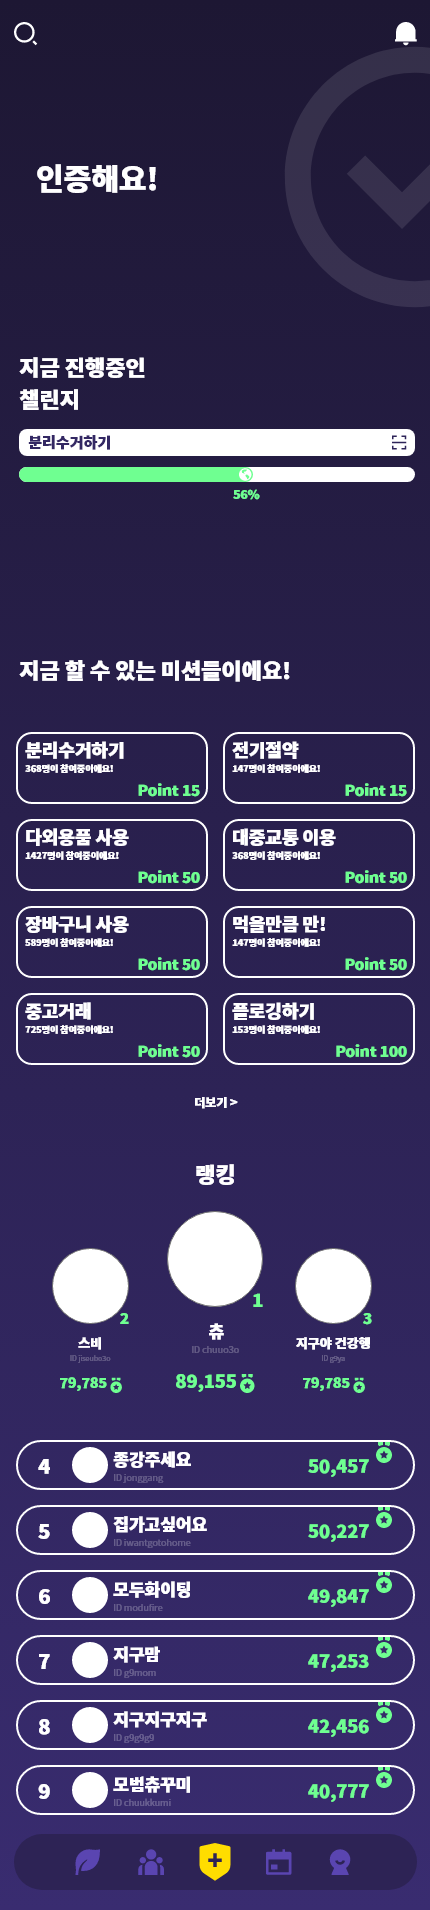 인증해요!
지금 진행중인
챌린지
분리수거하기
56%
지금 할 수 있는 미션들이에요!
분리수거하기
368명이 참여중이에요!
Point 15
전기절약
147명이 참여중이에요!
Point 15
다외용품 사용
1427명이 참여중이에요!
Point 50
대중교통 이용
368명이 참여중이에요!
Point 50
장바구니 사용
589명이 참여중이에요!
Point 50
먹을만큼 만!
147명이 참여중이에요!
Point 50
중고거래
725명이 참여중이에요!
Point 50
플로깅하기
153명이 참여중이에요!
Point 100
더보기 >
랭킹
1
츄
ID chuuo3o
89,155
2
스비
79,785
3
지구야 건강행
ID g9ya
79,785
4
종강주세요
ID jonggang
50,457
5
집가고싶어요
ID iwantgotohome
50,227
6
모두화이팅
ID modufire
49,847
7
지구맘
ID g9mom
47,253
8
지구지구지구
ID g9g9g9
42,456
9
모범츄꾸미
ID chuukkumi
40,777